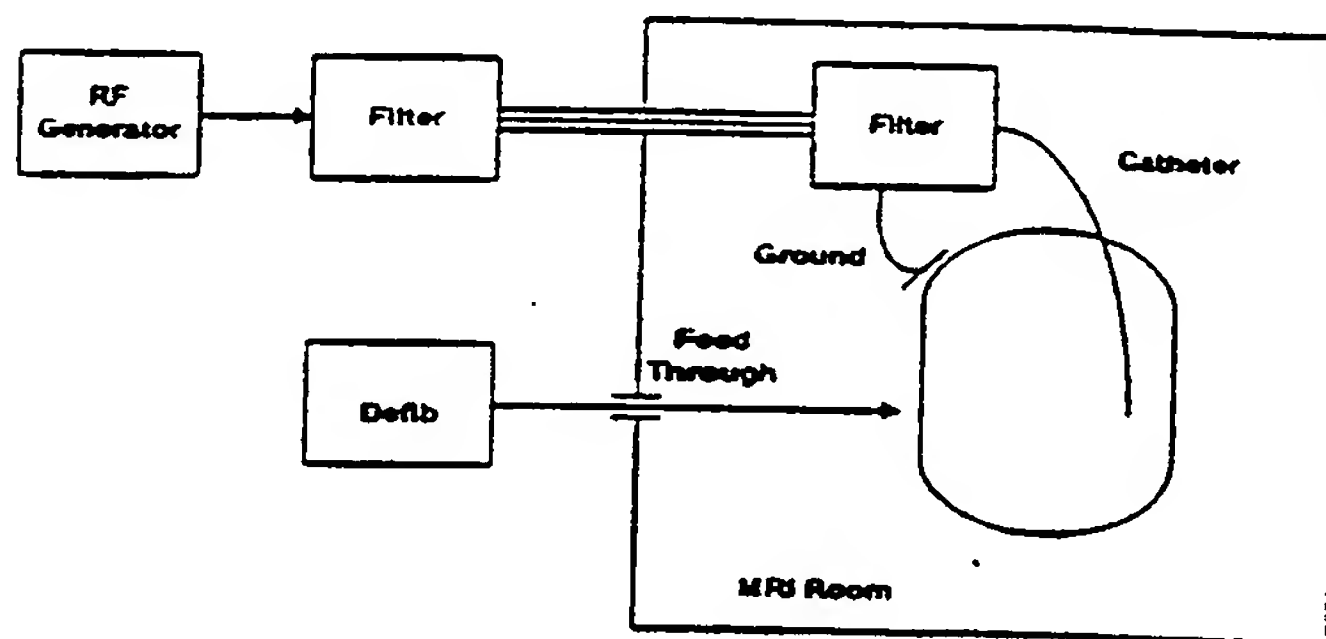 RF
Generator
Filter
Filter
Catheter
Ground
Feed
Through
Defib
MRI Room